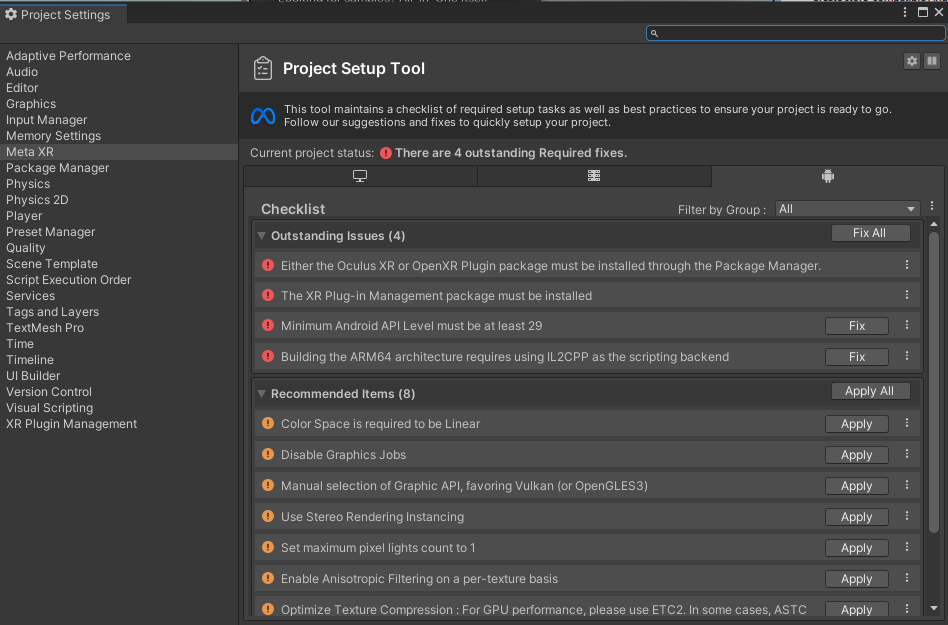 Project Settings
Adaptive Performance
Audio
Editor
Graphics
Input Manager
Memory Settings
Meta XR
Package Manager
Physics
Physics 2D
Player
Preset Manager
Quality
Scene Template
Script Execution Order
Services
Tags and Layers
TextMesh Pro
Time
Timeline
UI Builder
Version Control
Visual Scripting
XR Plugin Management
Project Setup Tool
This tool maintains a checklist of required setup tasks as well as best practices to ensure your project is ready to go.
Follow our suggestions and fixes to quickly setup your project.
Current project status: There are 4 outstanding Required fixes.
Checklist Filter by Group : All
Outstanding Issues (4) Fix All
Either the Oculus XR or OpenXR Plugin package must be installed through the Package Manager.
The XR Plug-in Management package must be installed
Minimum Android API Level must be at least 29 Fix
Building the ARM64 architecture requires using IL2CPP as the scripting backend Fix
Recommended Items (8) Apply All
Color Space is required to be Linear Apply
Disable Graphics Jobs Apply
Manual selection of Graphic API, favoring Vulkan (or OpenGLES3) Apply
Use Stereo Rendering Instancing Apply
Set maximum pixel lights count to 1 Apply
Enable Anisotropic Filtering on a per-texture basis Apply
Optimize Texture Compression : For GPU performance, please use ETC2. In some cases, ASTC Apply